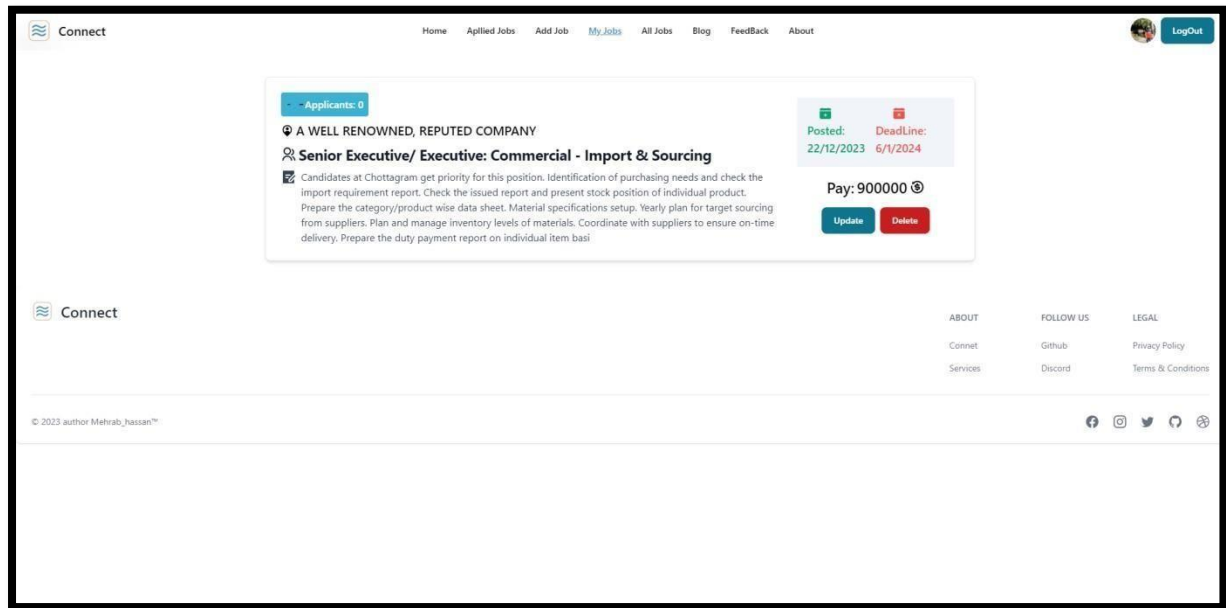 Connect
Home Apllied Jobs Add Job My Jobs All Jobs Blog FeedBack About
LogOut
- - Applicants: 0
A WELL RENOWNED, REPUTED COMPANY
Senior Executive/ Executive: Commercial - Import & Sourcing
Candidates at Chottagram get priority for this position. Identification of purchasing needs and check the
import requirement report. Check the issued report and present stock position of individual product.
Prepare the category/product wise data sheet. Material specifications setup. Yearly plan for target sourcing
from suppliers. Plan and manage inventory levels of materials. Coordinate with suppliers to ensure on-time
delivery. Prepare the duty payment report on individual item basi
Posted: DeadLine:
22/12/2023 6/1/2024
Pay: 900000
Update Delete
Connect
ABOUT FOLLOW US LEGAL
Connet Github Privacy Policy
Services Discord Terms & Conditions
© 2023 author Mehrab_hassan™